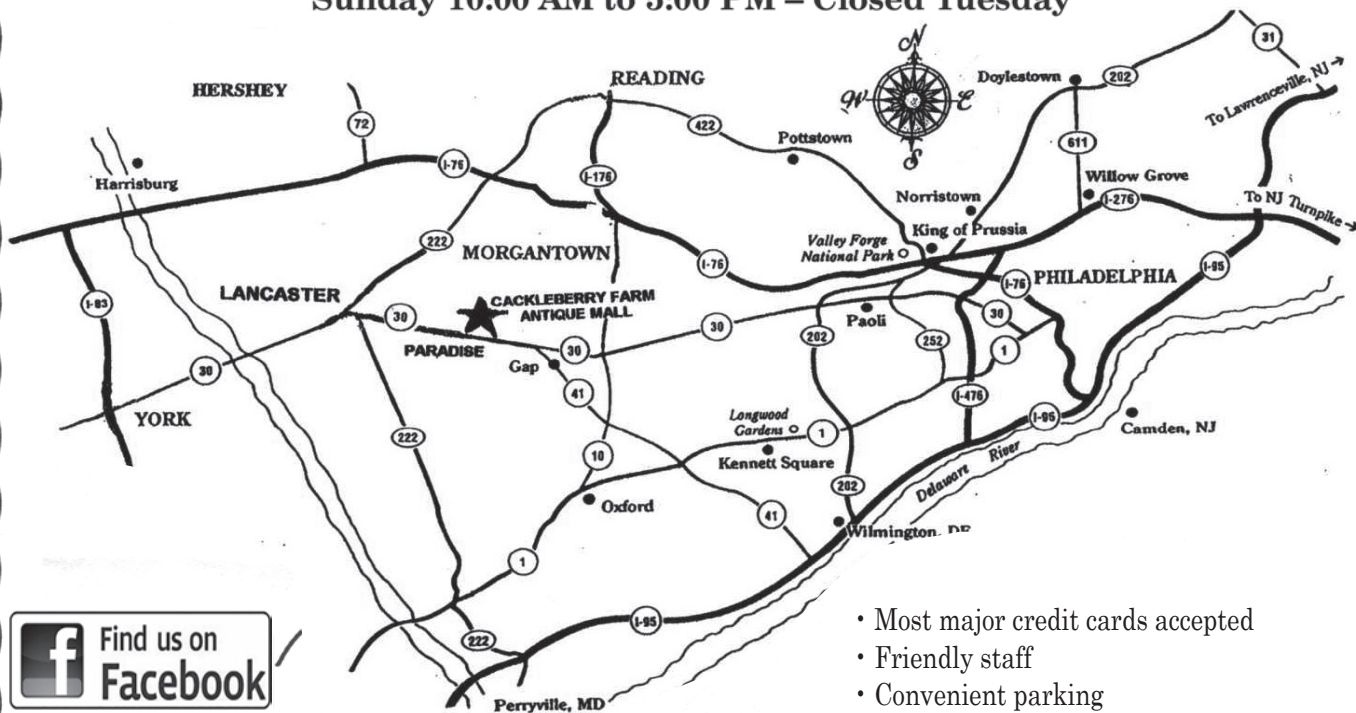 Sunday 10:00 AM to 5:00 PM – Closed Tuesday
N
W
E
S
HERSHEY
READING
Doylestown
202
31
To Lawrenceville, NJ →
72
422
Pottstown
611
I-76
I-176
Harrisburg
Willow Grove
Norristown
I-276
To NJ Turnpike →
222
MORGANTOWN
King of Prussia
Valley Forge
National Park
I-76
I-76
PHILADELPHIA
I-95
I-83
LANCASTER
CACKLEBERRY FARM
ANTIQUE MALL
30
30
Paoli
30
202
252
1
PARADISE
30
Gap
30
41
I-476
YORK
Longwood
Gardens
1
I-95
Camden, NJ
222
10
Kennett Square
Delaware River
202
Oxford
41
Wilmington, DE
1
I-95
222
Perryville, MD
Find us on
Facebook
• Most major credit cards accepted
• Friendly staff
• Convenient parking